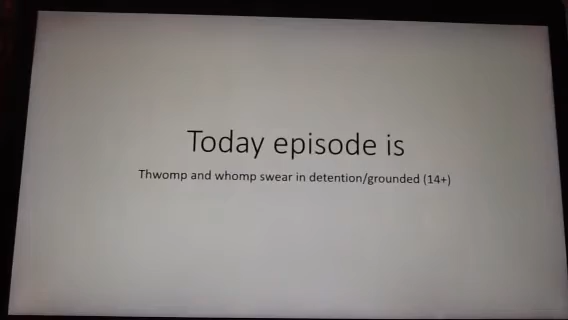 Today episode is
Thwomp and whomp swear in detention/grounded (14+)